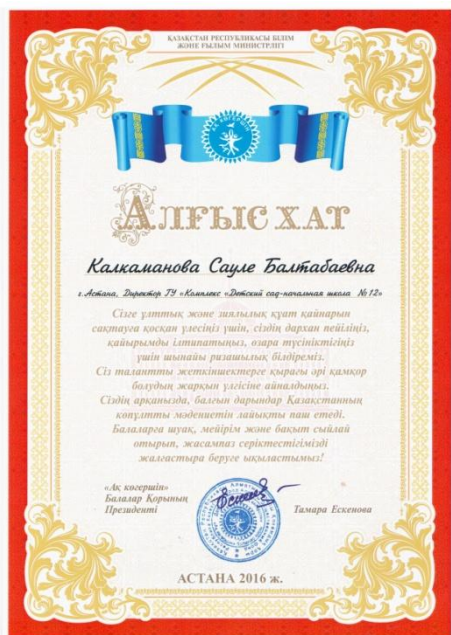 ҚАЗАҚСТАН РЕСПУБЛИКАСЫ БІЛІМ
ЖӘНЕ ҒЫЛЫМ МИНИСТРЛІГІ
АҚ КӨГЕРШІН
АЛҒЫС ХАТ
Калкаманова Сауле Балтабаевна
г.Астана, Директор ГУ «Комплекс «Детский сад-начальная школа №12»
Сізге ұлттық және зиялылық қуат қайнарын
сақтауға қосқан үлесіңіз үшін, сіздің дархан пейіліңіз,
қайырымды ілтипатыңыз, өзара түсініктігіңіз
үшін шынайы ризашылық білдіреміз.
Сіз талантты жеткіншектерге қырағы әрі қамқор
болудың жарқын үлгісіне айналдыңыз.
Сіздің арқаңызда, балғын дарындар Қазақстанның
көпұлтты мәдениетін лайықты паш етеді.
Балаларға шуақ, мейірім және бақыт сыйлай
отырып, жасампаз серіктестігімізді
жалғастыра беруге ықыластымыз!
«Ақ көгершін»
Балалар Қорының
Президенті
Тамара Ескенова
АСТАНА 2016 ж.